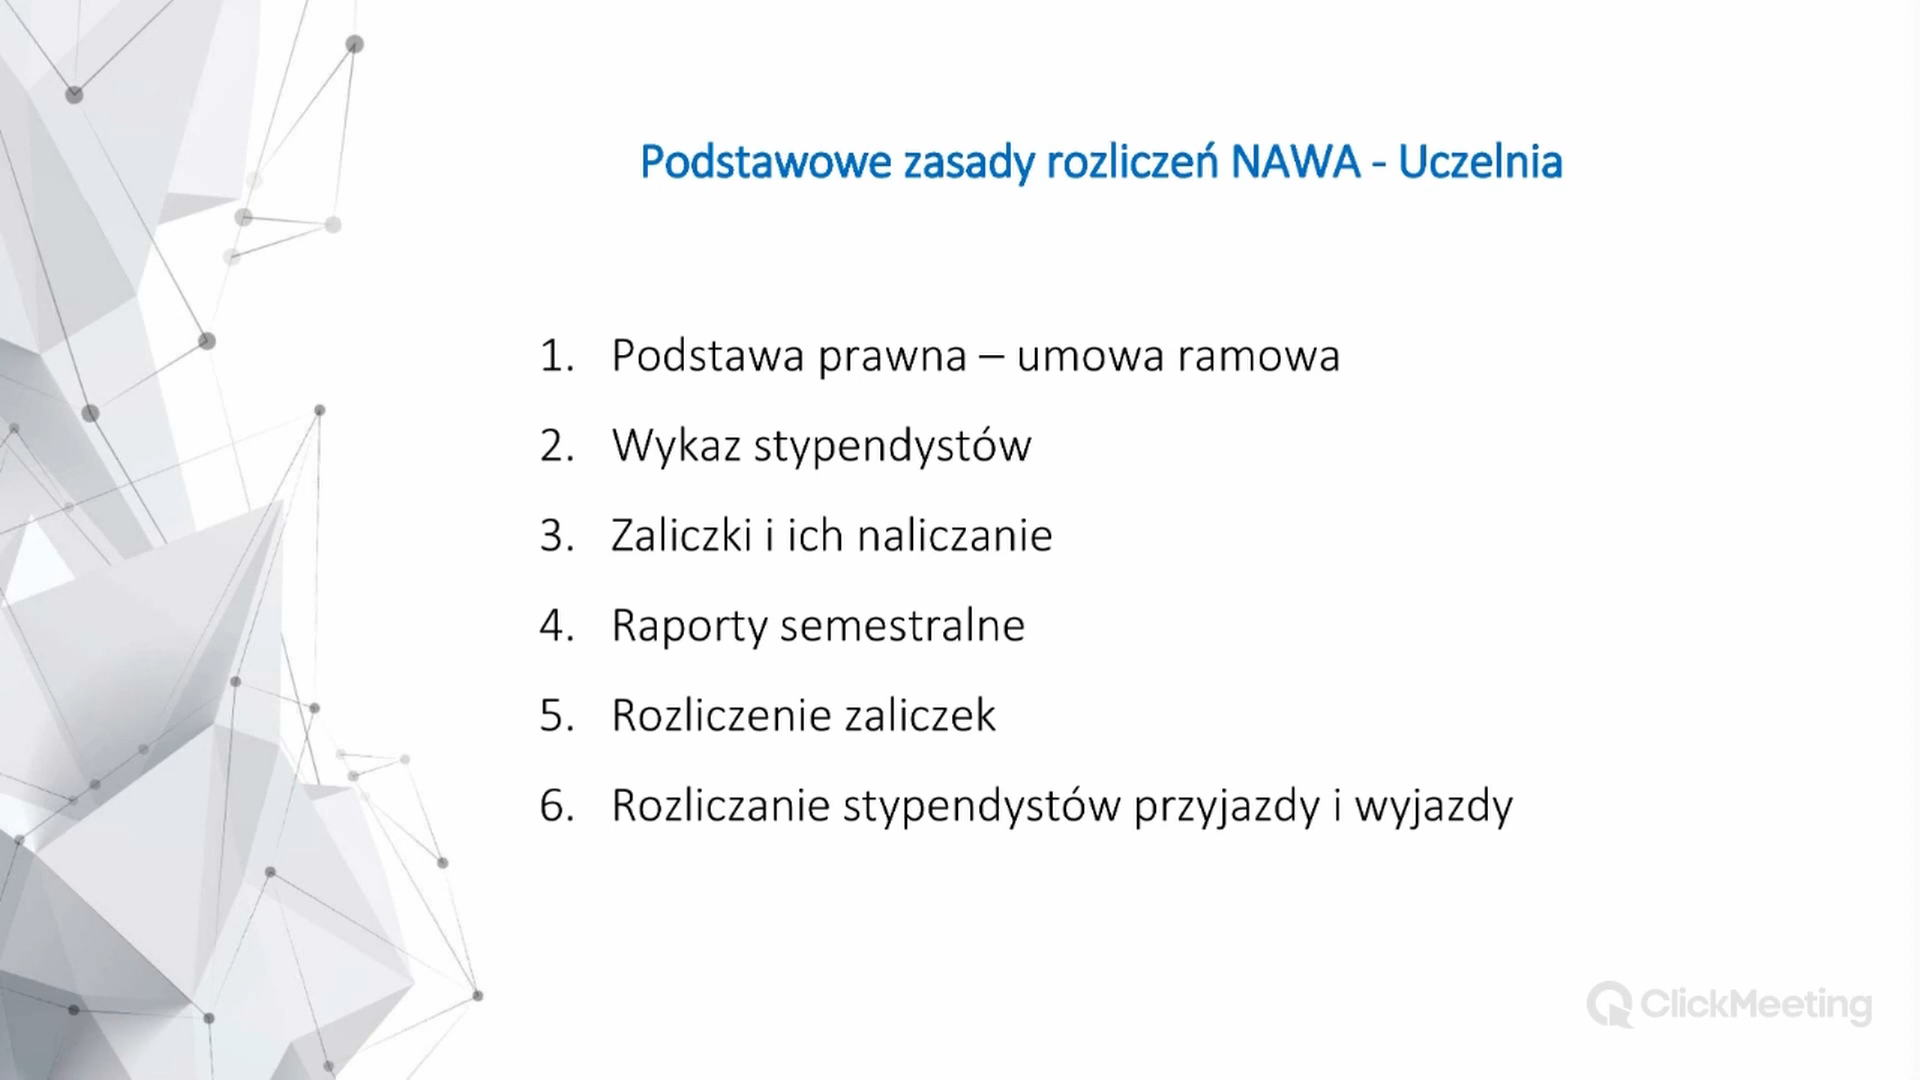 Podstawowe zasady rozliczeń NAWA - Uczelnia
1. Podstawa prawna – umowa ramowa
2. Wykaz stypendystów
3. Zaliczki i ich naliczanie
4. Raporty semestralne
5. Rozliczenie zaliczek
6. Rozliczanie stypendystów przyjazdy i wyjazdy
ClickMeeting